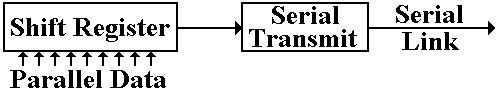 Shift Register
Parallel Data
Serial
Transmit
Serial
Link